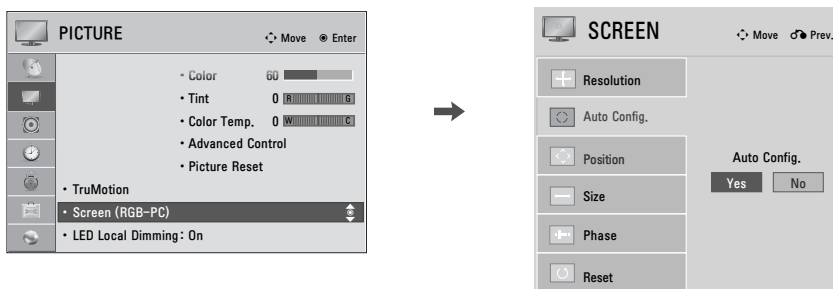 PICTURE
Move Enter
• Color 60
• Tint 0 R G
• Color Temp. 0 W C
• Advanced Control
• Picture Reset
• TruMotion
• Screen (RGB-PC)
• LED Local Dimming: On
SCREEN
Move Prev.
Resolution
Auto Config.
Position
Size
Phase
Reset
Auto Config.
Yes No